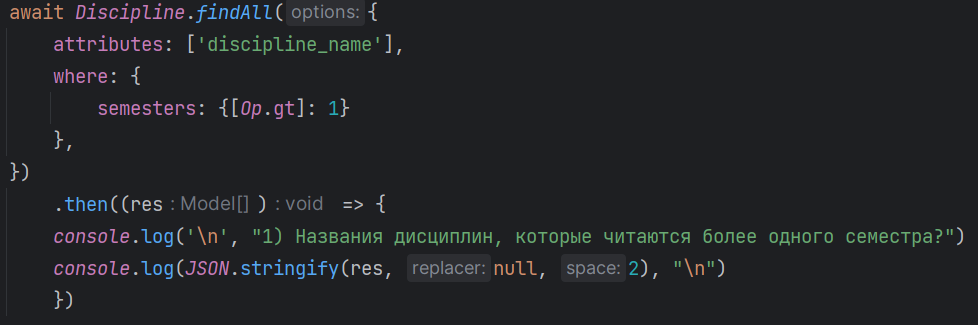 await Discipline.findAll( options: {
    attributes: ['discipline_name'],
    where: {
        semesters: {[Op.gt]: 1}
    },
})
    .then((res : Model[] ) : void => {
    console.log('\n', "1) Названия дисциплин, которые читаются более одного семестра?")
    console.log(JSON.stringify(res, replacer: null, space: 2), "\n")
    })